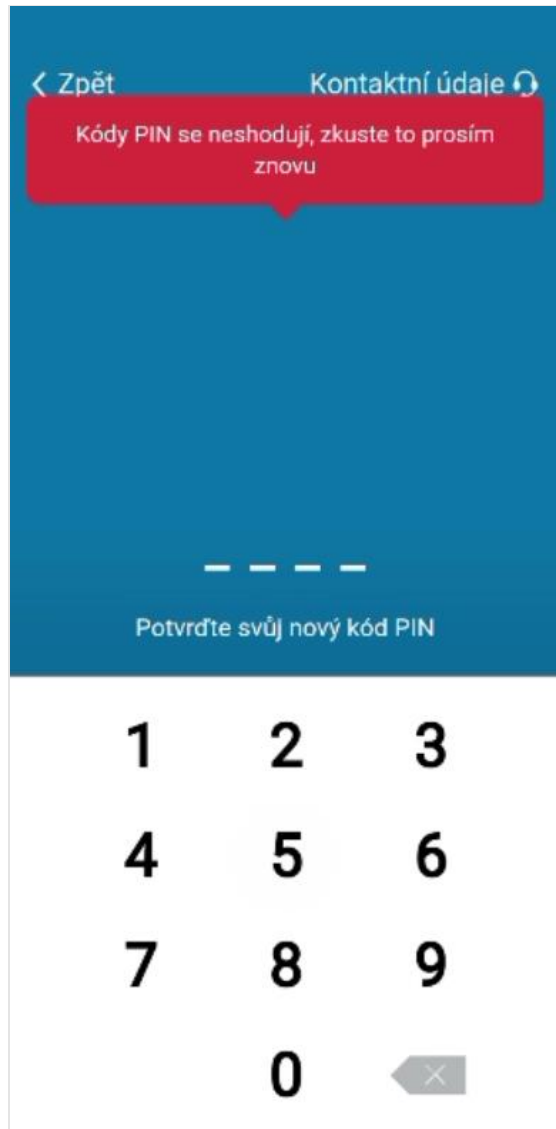 Zpět Kontaktní údaje
Kódy PIN se neshodují, zkuste to prosím
znovu
Potvrďte svůj nový kód PIN
1 2 3
4 5 6
7 8 9
0